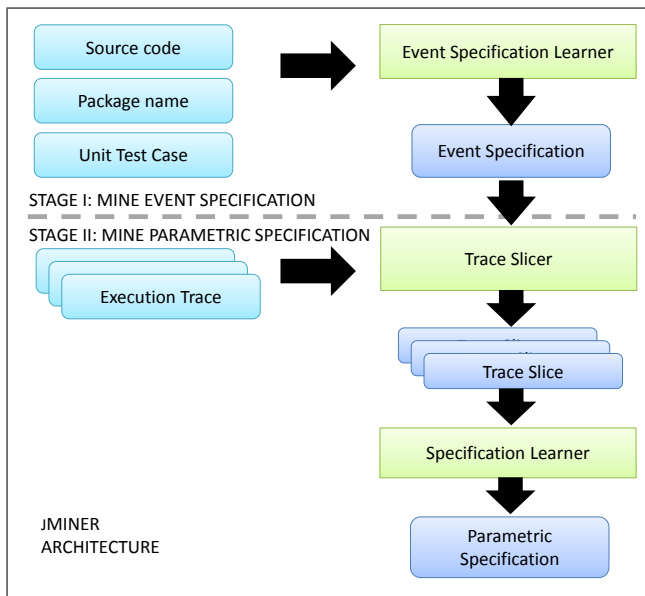 Source code
Event Specification Learner
Package name
Unit Test Case
Event Specification
STAGE I: MINE EVENT SPECIFICATION
STAGE II: MINE PARAMETRIC SPECIFICATION
Trace Slicer
Execution Trace
Trace Slice
Specification Learner
JMINER
ARCHITECTURE
Parametric
Specification